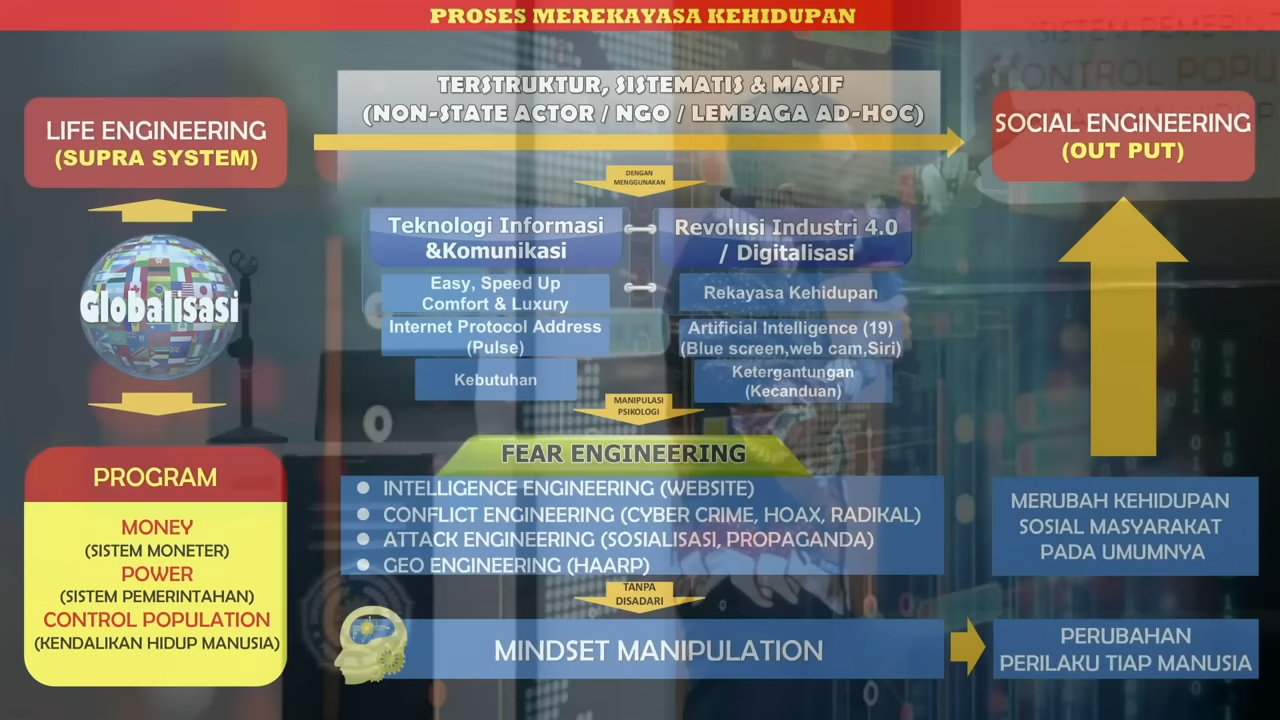 PROSES MEREKAYASA KEHIDUPAN
TERSTRUKTUR, SISTEMATIS & MASIF
(NON-STATE ACTOR / NGO / LEMBAGA AD-HOC)
LIFE ENGINEERING
(SUPRA SYSTEM)
SOCIAL ENGINEERING
(OUT PUT)
DENGAN
MENGGUNAKAN
Globalisasi
Teknologi Informasi
&Komunikasi
Easy, Speed Up
Comfort & Luxury
Internet Protocol Address
(Pulse)
Kebutuhan
Revolusi Industri 4.0
/ Digitalisasi
Rekayasa Kehidupan
Artificial Intelligence (19)
(Blue screen,web cam,Siri)
Ketergantungan
(Kecanduan)
MANIPULASI
PSIKOLOGI
FEAR ENGINEERING
INTELLIGENCE ENGINEERING (WEBSITE)
CONFLICT ENGINEERING (CYBER CRIME, HOAX, RADIKAL)
ATTACK ENGINEERING (SOSIALISASI, PROPAGANDA)
GEO ENGINEERING (HAARP)
TANPA
DISADARI
MINDSET MANIPULATION
PROGRAM
MONEY
(SISTEM MONETER)
POWER
(SISTEM PEMERINTAHAN)
CONTROL POPULATION
(KENDALIKAN HIDUP MANUSIA)
MERUBAH KEHIDUPAN
SOSIAL MASYARAKAT
PADA UMUMNYA
PERUBAHAN
PERILAKU TIAP MANUSIA